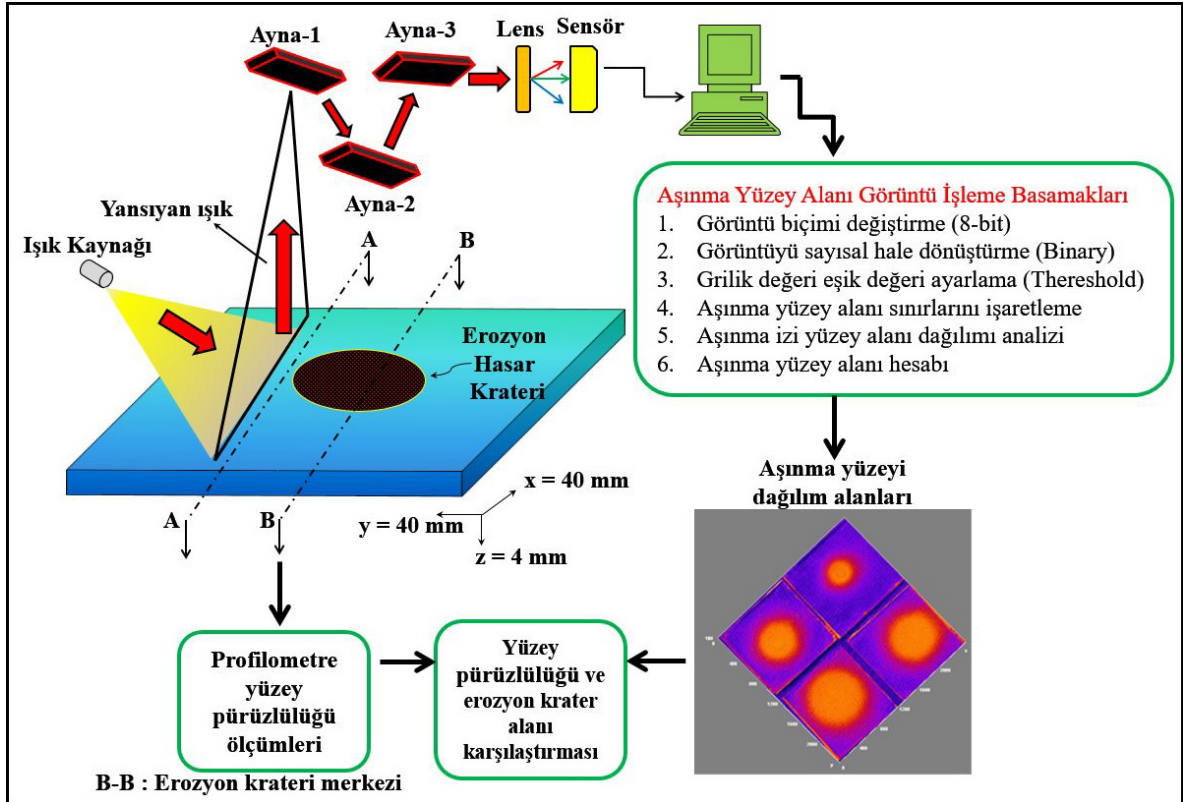 Ayna-1
Ayna-3
Lens
Sensör
Ayna-2
Yansıyan ışık
Işık Kaynağı
A
B
Erozyon
Hasar
Krateri
A
B
x = 40 mm
y = 40 mm
z = 4 mm
Aşınma Yüzey Alanı Görüntü İşleme Basamakları
1. Görüntü biçimi değiştirme (8-bit)
2. Görüntüyü sayısal hale dönüştürme (Binary)
3. Grilik değeri eşik değeri ayarlama (Thereshold)
4. Aşınma yüzey alanı sınırlarını işaretleme
5. Aşınma izi yüzey alanı dağılımı analizi
6. Aşınma yüzey alanı hesabı
Aşınma yüzeyi
dağılım alanları
Profilometre
yüzey
pürüzlülüğü
ölçümleri
Yüzey
pürüzlülüğü ve
erozyon krater
alanı
karşılaştırması
B-B : Erozyon krateri merkezi